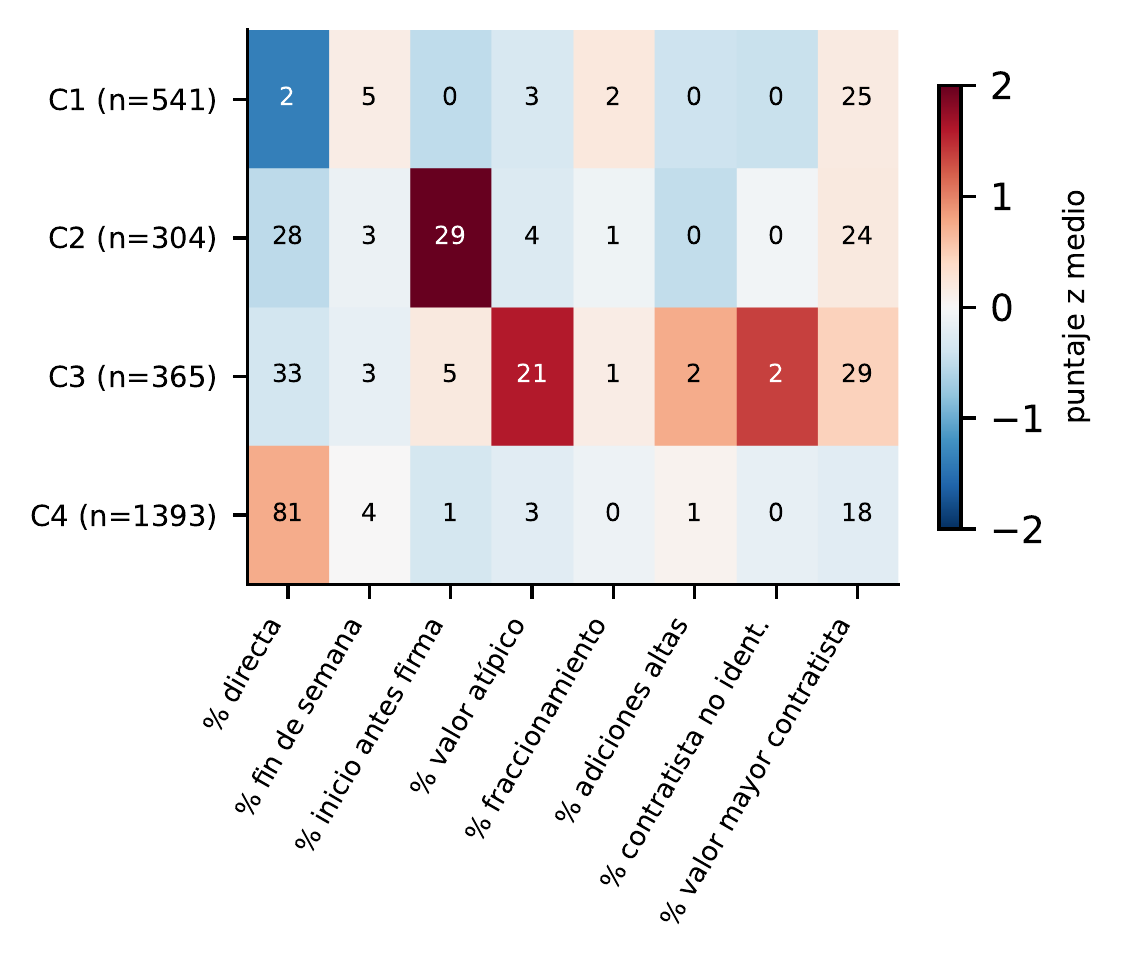 C1 (n=541) 2 5 0 3 2 0 0 25
C2 (n=304) 28 3 29 4 1 0 0 24
C3 (n=365) 33 3 5 21 1 2 2 29
C4 (n=1393) 81 4 1 3 0 1 0 18
% directa
% fin de semana
% inicio antes firma
% valor atípico
% fraccionamiento
% adiciones altas
% contratista no ident.
% valor mayor contratista
2
1
0
−1
−2
puntaje z medio